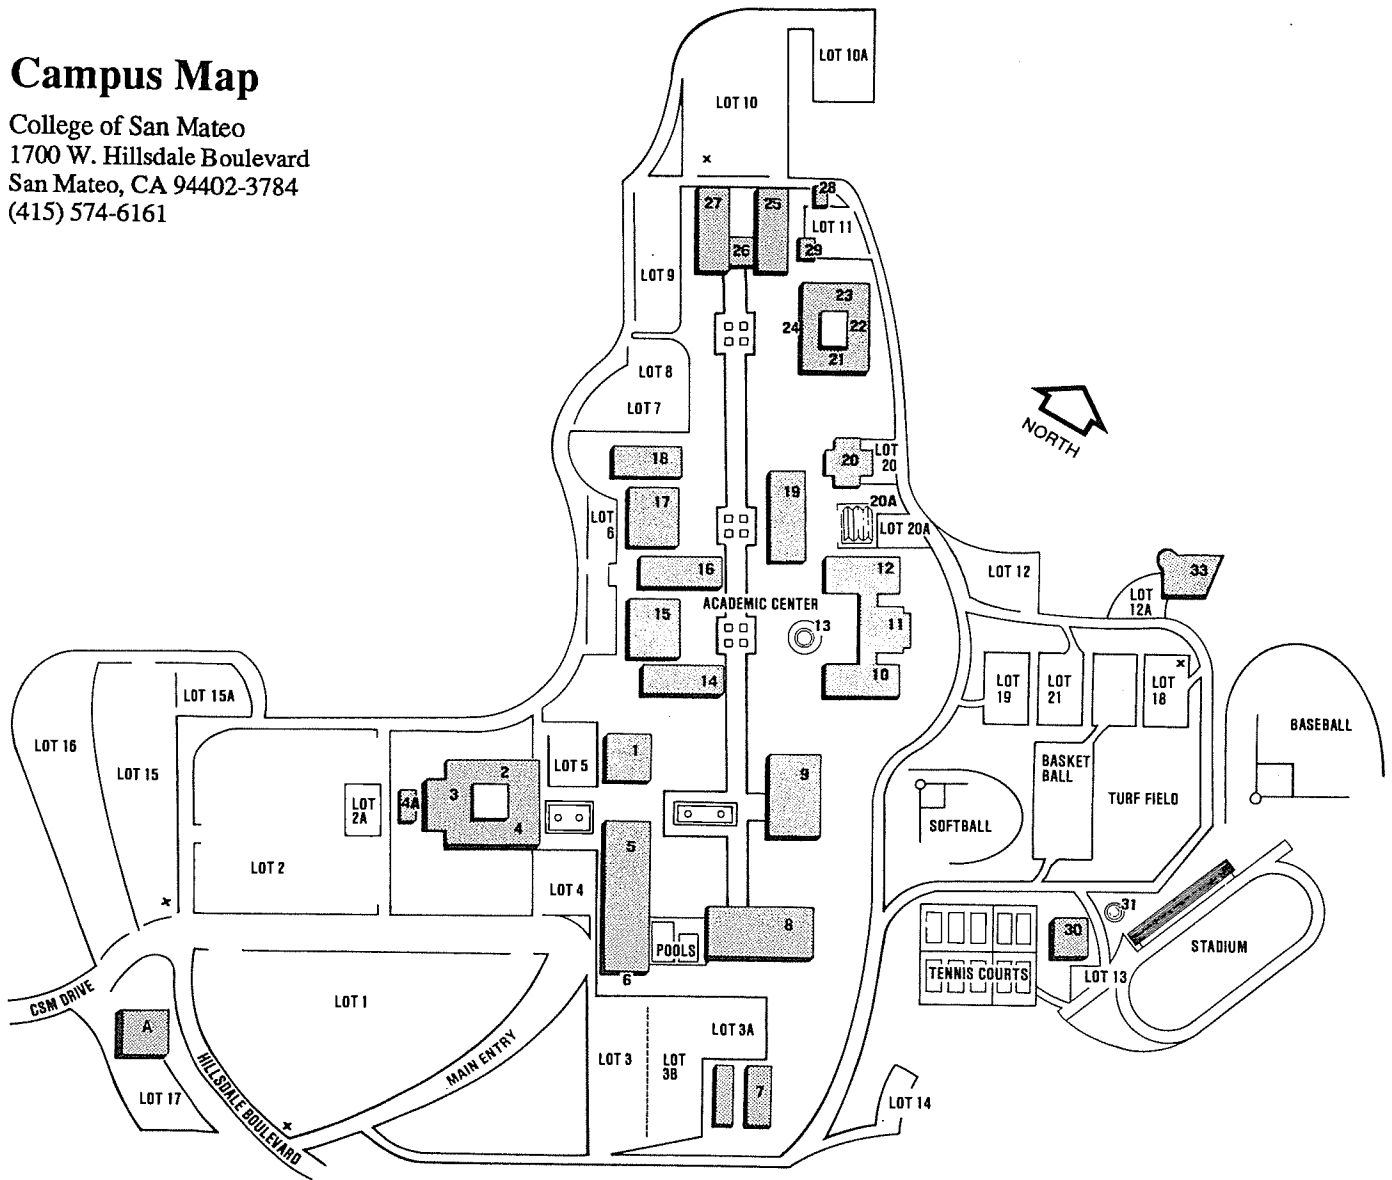 Campus Map
College of San Mateo
1700 W. Hillsdale Boulevard
San Mateo, CA 94402-3784
(415) 574-6161
LOT 10A
LOT 10
x
28
27
25
LOT 11
26
29
LOT 9
23
24
22
21
LOT 8
LOT 7
NORTH
18
20
LOT
20
19
17
20A
LOT
6
LOT 20A
16
12
LOT 12
33
LOT
12A
ACADEMIC CENTER
15
13
11
14
10
LOT
19
LOT
21
x
LOT
18
LOT 15A
LOT 16
LOT 15
1
LOT 5
2
3
4A
4
LOT
2A
9
BASKET
BALL
TURF FIELD
BASEBALL
SOFTBALL
LOT 2
5
LOT 4
8
POOLS
6
x
31
30
STADIUM
TENNIS COURTS
LOT 13
CSM DRIVE
LOT 1
A
LOT 17
HILLSDALE BOULEVARD
MAIN ENTRY
x
LOT 3
LOT
3B
LOT 3A
7
LOT 14